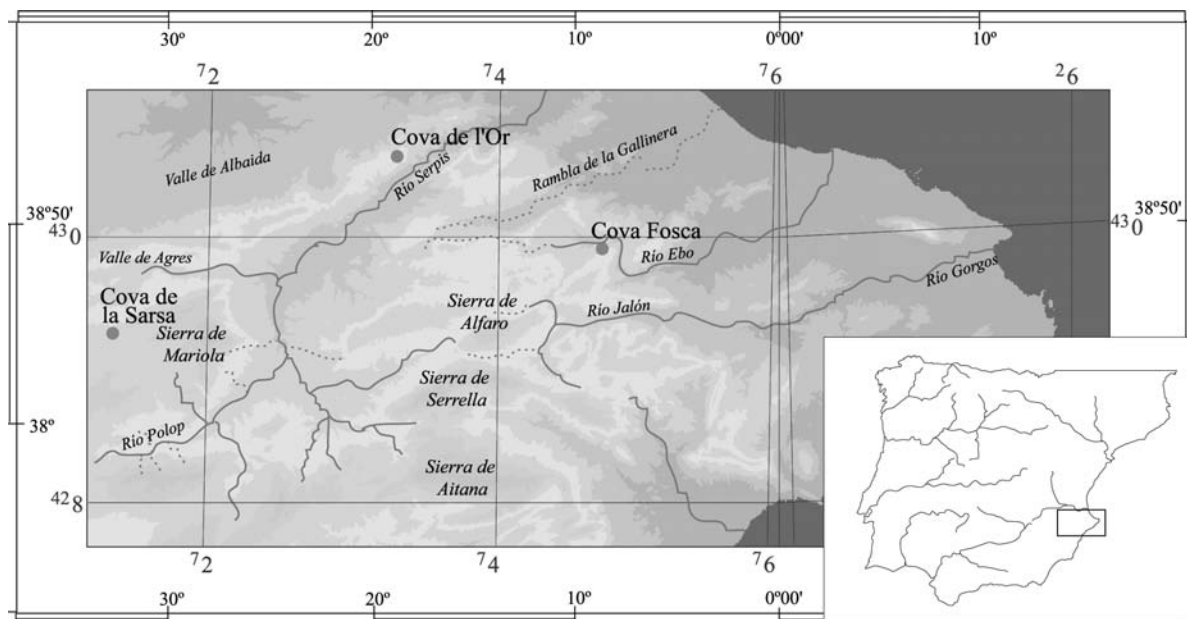 30º 20º 10º 0º00' 10º
72 74 76 26
Cova de l'Or
Valle de Albaida
Río Serpis
Rambla de la Gallinera
38º50' 38º50'
430 430
Cova Fosca
Río Ebo
Valle de Agres
Río Gorgos
Cova de
la Sarsa
Sierra de
Mariola
Sierra de
Alfaro
Río Jalón
Sierra de
Serrella
38º
Río Polop
Sierra de
Aitana
428
72 74 76
30º 20º 10º 0º00'